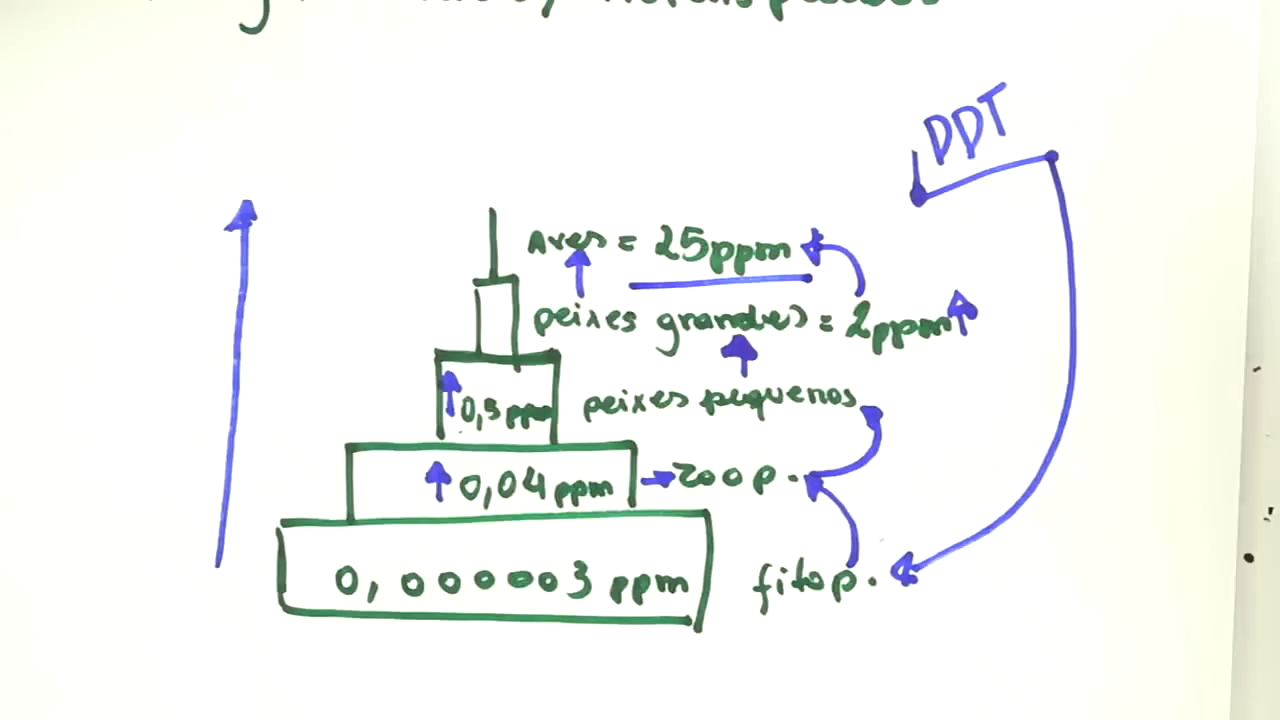 DDT
Aves = 25ppm
peixes grandes = 2ppm
0,5 ppm peixes pequenos
0,04 ppm zoop.
0,000003 ppm fitop.